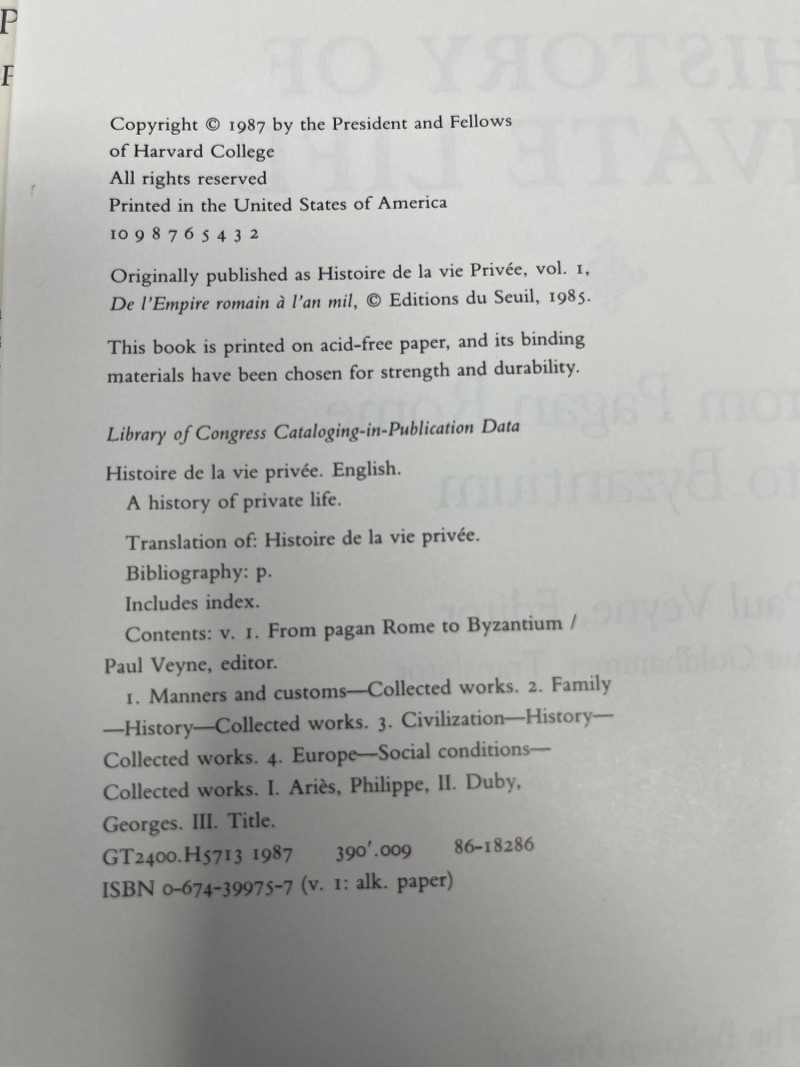 Copyright © 1987 by the President and Fellows
of Harvard College
All rights reserved
Printed in the United States of America
10 9 8 7 6 5 4 3 2
Originally published as Histoire de la vie Privée, vol. 1,
De l'Empire romain à l'an mil, © Editions du Seuil, 1985.
This book is printed on acid-free paper, and its binding
materials have been chosen for strength and durability.
Library of Congress Cataloging-in-Publication Data
Histoire de la vie privée. English.
A history of private life.
Translation of: Histoire de la vie privée.
Bibliography: p.
Includes index.
Contents: v. 1. From pagan Rome to Byzantium /
Paul Veyne, editor.
1. Manners and customs—Collected works. 2. Family
—History—Collected works. 3. Civilization—History—
Collected works. 4. Europe—Social conditions—
Collected works. I. Ariès, Philippe, II. Duby,
Georges. III. Title.
GT2400.H5713 1987 390′.009 86-18286
ISBN 0-674-39975-7 (v. 1: alk. paper)